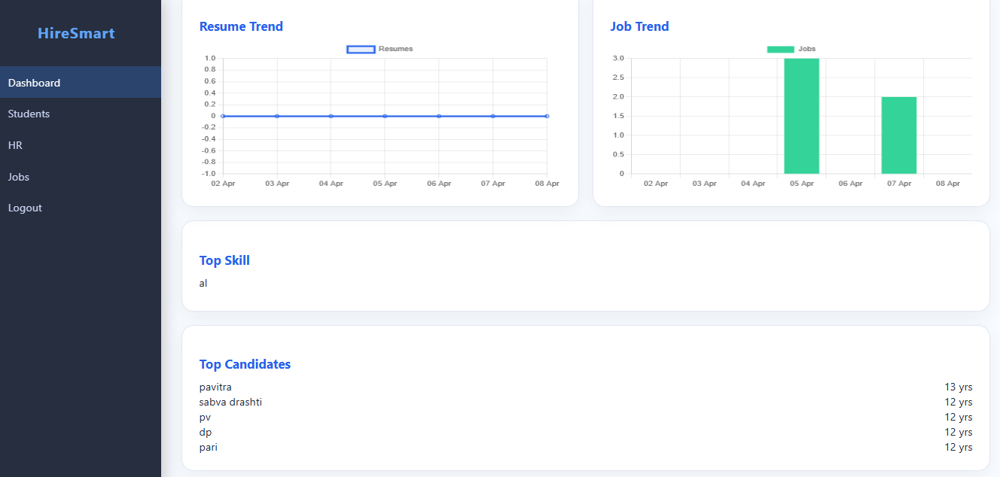 HireSmart
Dashboard
Students
HR
Jobs
Logout
Resume Trend
Resumes
1.0
0.8
0.6
0.4
0.2
0
-0.2
-0.4
-0.6
-0.8
-1.0
02 Apr 03 Apr 04 Apr 05 Apr 06 Apr 07 Apr 08 Apr
Job Trend
Jobs
3.0
2.5
2.0
1.5
1.0
0.5
0
02 Apr 03 Apr 04 Apr 05 Apr 06 Apr 07 Apr 08 Apr
Top Skill
al
Top Candidates
pavitra 13 yrs
sabva drashti 12 yrs
pv 12 yrs
dp 12 yrs
pari 12 yrs